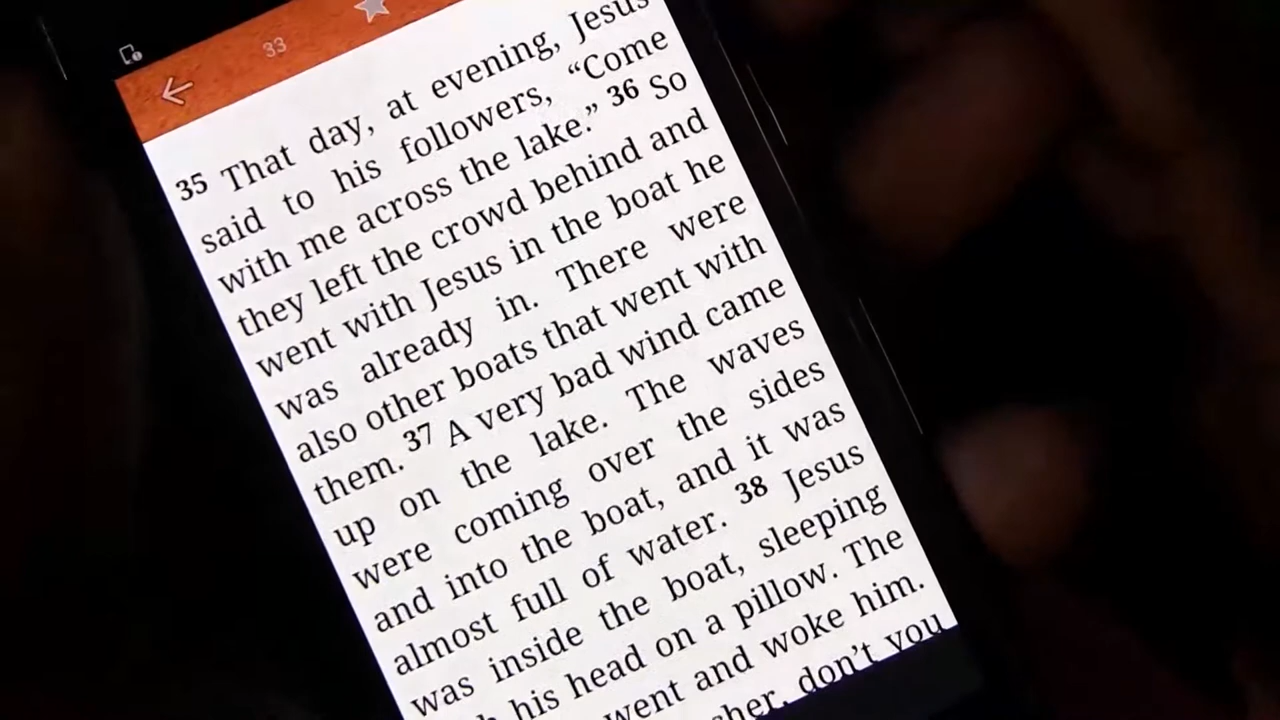 33
35 That day, at evening, Jesus
said to his followers, “Come
with me across the lake.” 36 So
they left the crowd behind and
went with Jesus in the boat he
was already in. There were
also other boats that went with
them. 37 A very bad wind came
up on the lake. The waves
were coming over the sides
and into the boat, and it was
almost full of water. 38 Jesus
was inside the boat, sleeping
his head on a pillow. The
went and woke him.
don’t you